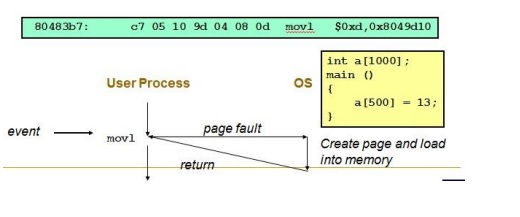 80483b7: c7 05 10 9d 04 08 0d movl $0xd,0x8049d10
int a[1000];
main ()
{
a[500] = 13;
}
User Process
OS
event
movl
page fault
Create page and load
into memory
return